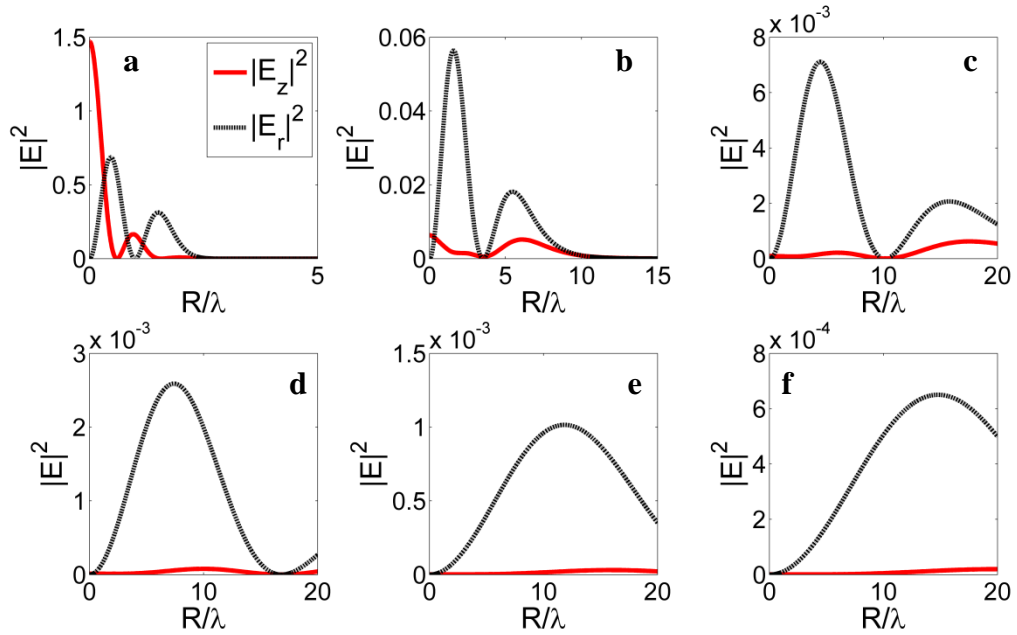 1.5
1
0.5
0
0
5
|E|²
R/λ
a
|E_z|²
|E_r|²
0.06
0.04
0.02
0
0
5
10
15
|E|²
R/λ
b
8 x 10⁻³
6
4
2
0
0
10
20
|E|²
R/λ
c
3 x 10⁻³
2
1
0
0
10
20
|E|²
R/λ
d
1.5 x 10⁻³
1
0.5
0
0
10
20
|E|²
R/λ
e
8 x 10⁻⁴
6
4
2
0
0
10
20
|E|²
R/λ
f